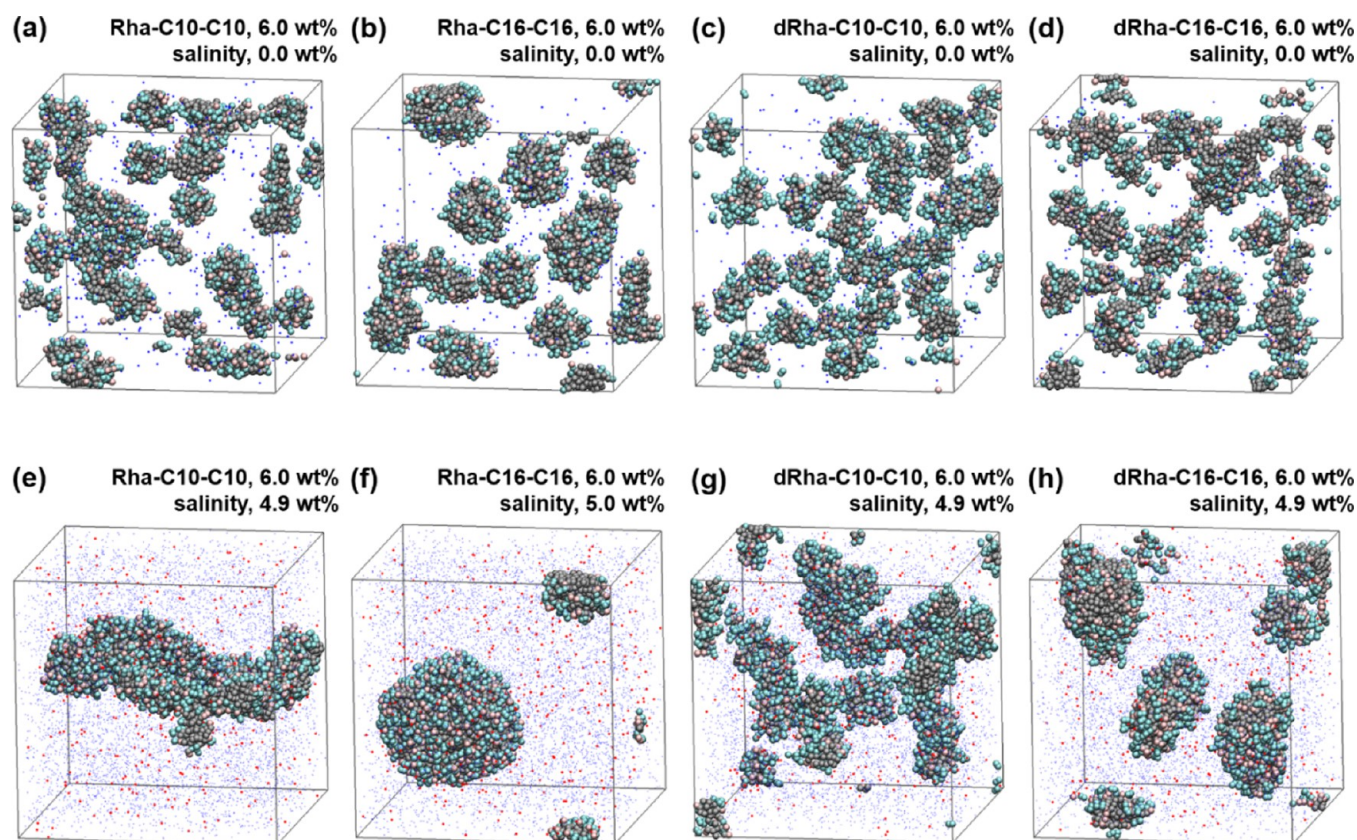 (a) Rha-C10-C10, 6.0 wt%
salinity, 0.0 wt%
(b) Rha-C16-C16, 6.0 wt%
salinity, 0.0 wt%
(c) dRha-C10-C10, 6.0 wt%
salinity, 0.0 wt%
(d) dRha-C16-C16, 6.0 wt%
salinity, 0.0 wt%
(e) Rha-C10-C10, 6.0 wt%
salinity, 4.9 wt%
(f) Rha-C16-C16, 6.0 wt%
salinity, 5.0 wt%
(g) dRha-C10-C10, 6.0 wt%
salinity, 4.9 wt%
(h) dRha-C16-C16, 6.0 wt%
salinity, 4.9 wt%